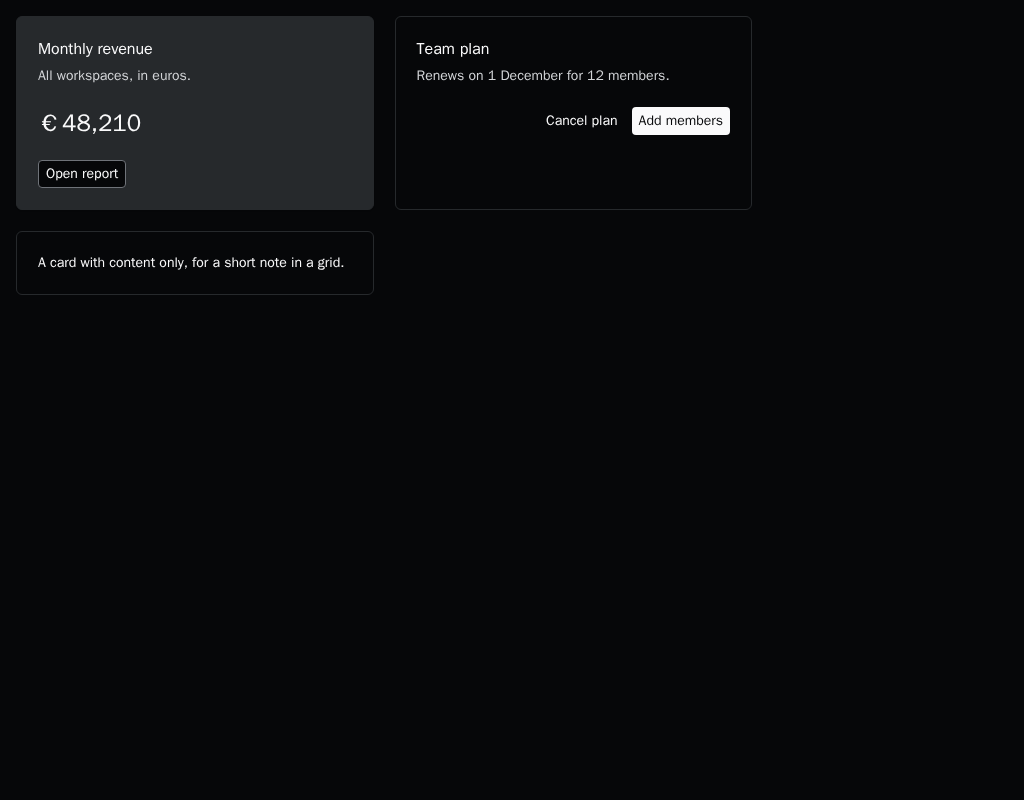 Monthly revenue
All workspaces, in euros.
€ 48,210
Open report
Team plan
Renews on 1 December for 12 members.
Cancel plan
Add members
A card with content only, for a short note in a grid.